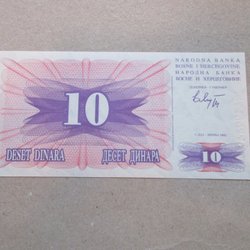 NARODNA BANKA
BOSNE I HERCEGOVINE
НАРОДНА БАНКА
БОСНЕ И ХЕРЦЕГОВИНЕ
10
DESET DINARA
ДЕСЕТ ДИНАРА
10